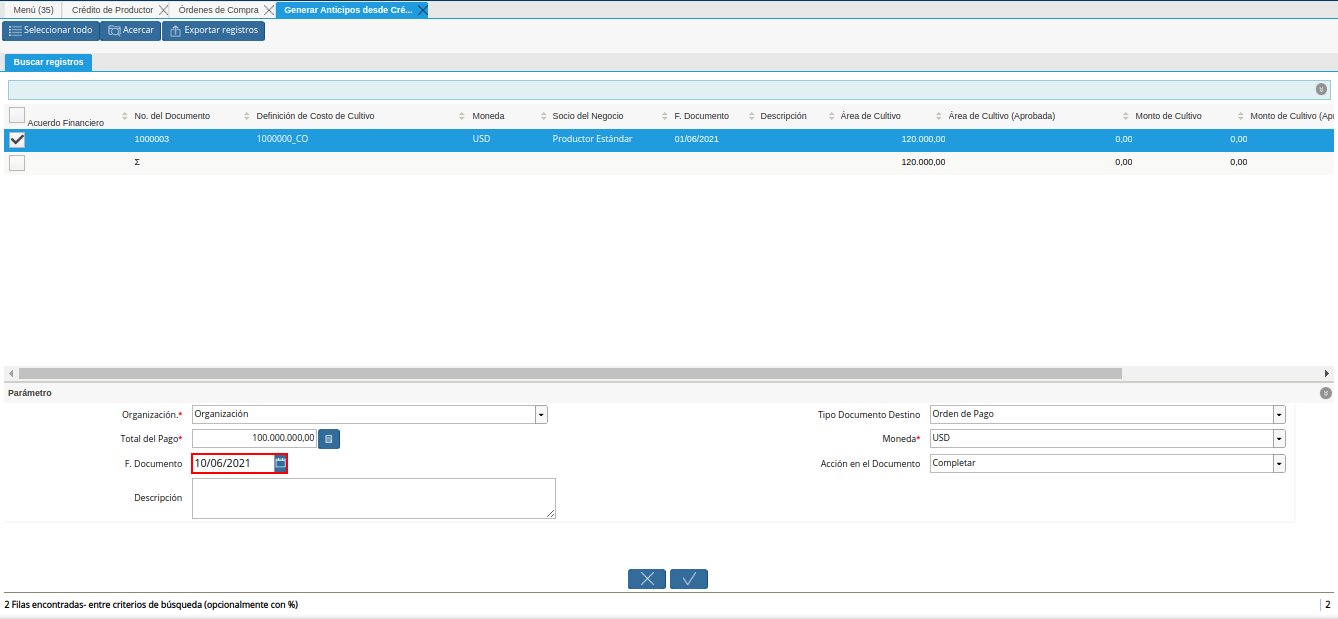 Menú (35) Crédito de Productor Órdenes de Compra Generar Anticipos desde Cré...
Seleccionar todo Acercar Exportar registros
Buscar registros
Acuerdo Financiero No. del Documento Definición de Costo de Cultivo Moneda Socio del Negocio F. Documento Descripción Área de Cultivo Área de Cultivo (Aprobada) Monto de Cultivo Monto de Cultivo (Apr
1000003 1000000_CO USD Productor Estándar 01/06/2021 120.000,00 0,00 0,00
Σ 120.000,00 0,00 0,00
Parámetro
Organización.* Organización Tipo Documento Destino Orden de Pago
Total del Pago* 100.000.000,00 Moneda* USD
F. Documento 10/06/2021 Acción en el Documento Completar
Descripción
2 Filas encontradas- entre criterios de búsqueda (opcionalmente con %) 2